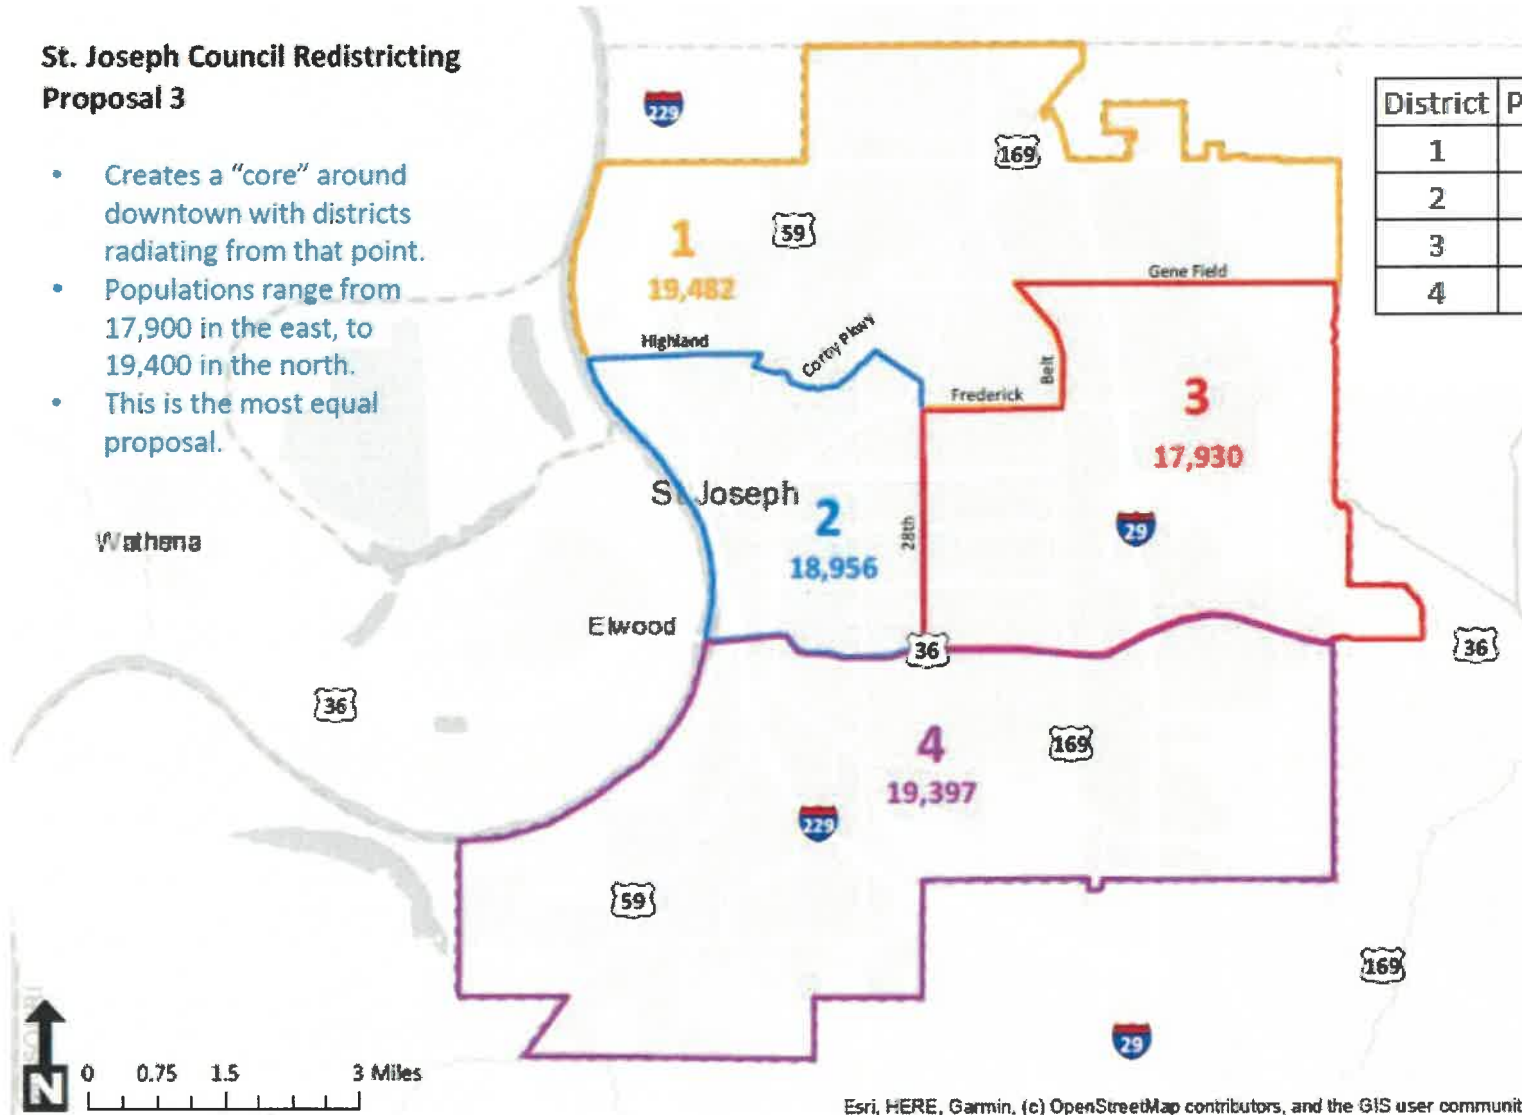 St. Joseph Council Redistricting
Proposal 3
• Creates a “core” around
downtown with districts
radiating from that point.
• Populations range from
17,900 in the east, to
19,400 in the north.
• This is the most equal
proposal.
229
169
59
1
19,482
Highland
Corby Pkwy
Gene Field
Belt
Frederick
3
17,930
St. Joseph
2
18,956
28th
29
Wathena
Elwood
36
36
36
4
19,397
169
229
59
169
29
District
1
2
3
4
N
0 0.75 1.5 3 Miles
Esri, HERE, Garmin, (c) OpenStreetMap contributors, and the GIS user